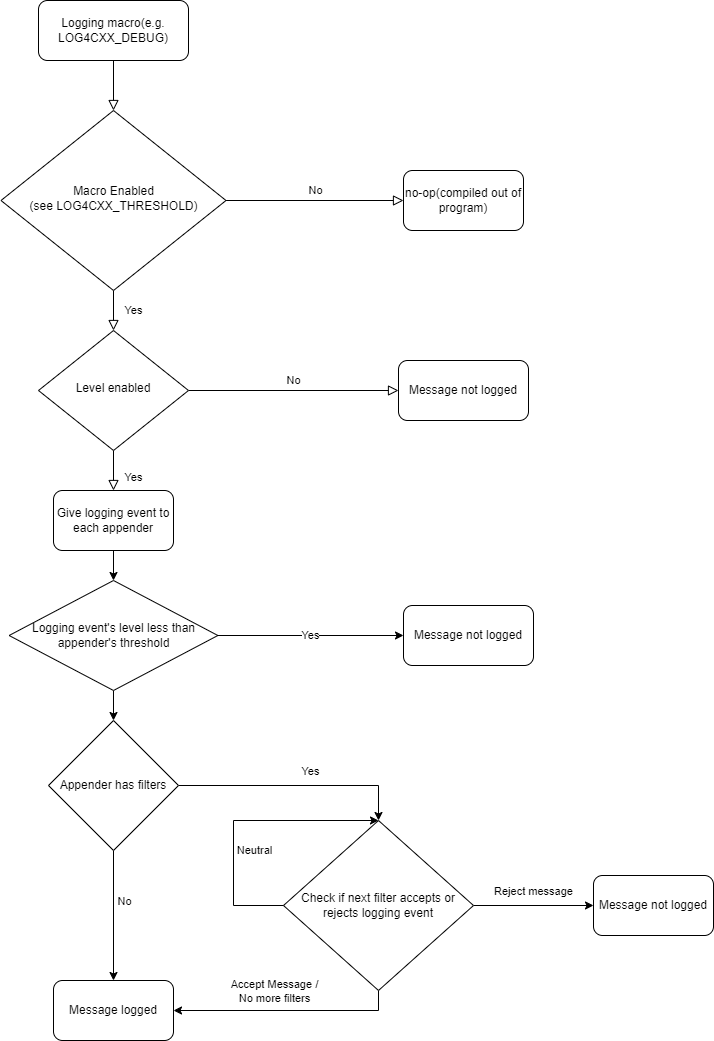 Logging macro(e.g.
LOG4CXX_DEBUG)
Macro Enabled
(see LOG4CXX_THRESHOLD)
No
no-op(compiled out of
program)
Yes
Level enabled
No
Message not logged
Yes
Give logging event to
each appender
Logging event's level less than
appender's threshold
Yes
Message not logged
Appender has filters
Yes
Neutral
Check if next filter accepts or
rejects logging event
Reject message
Message not logged
No
Accept Message /
No more filters
Message logged